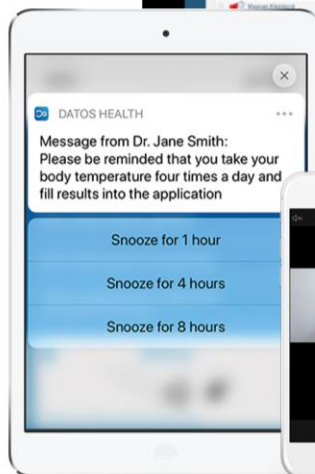 DATOS HEALTH
Message from Dr. Jane Smith:
Please be reminded that you take your
body temperature four times a day and
fill results into the application
Snooze for 1 hour
Snooze for 4 hours
Snooze for 8 hours